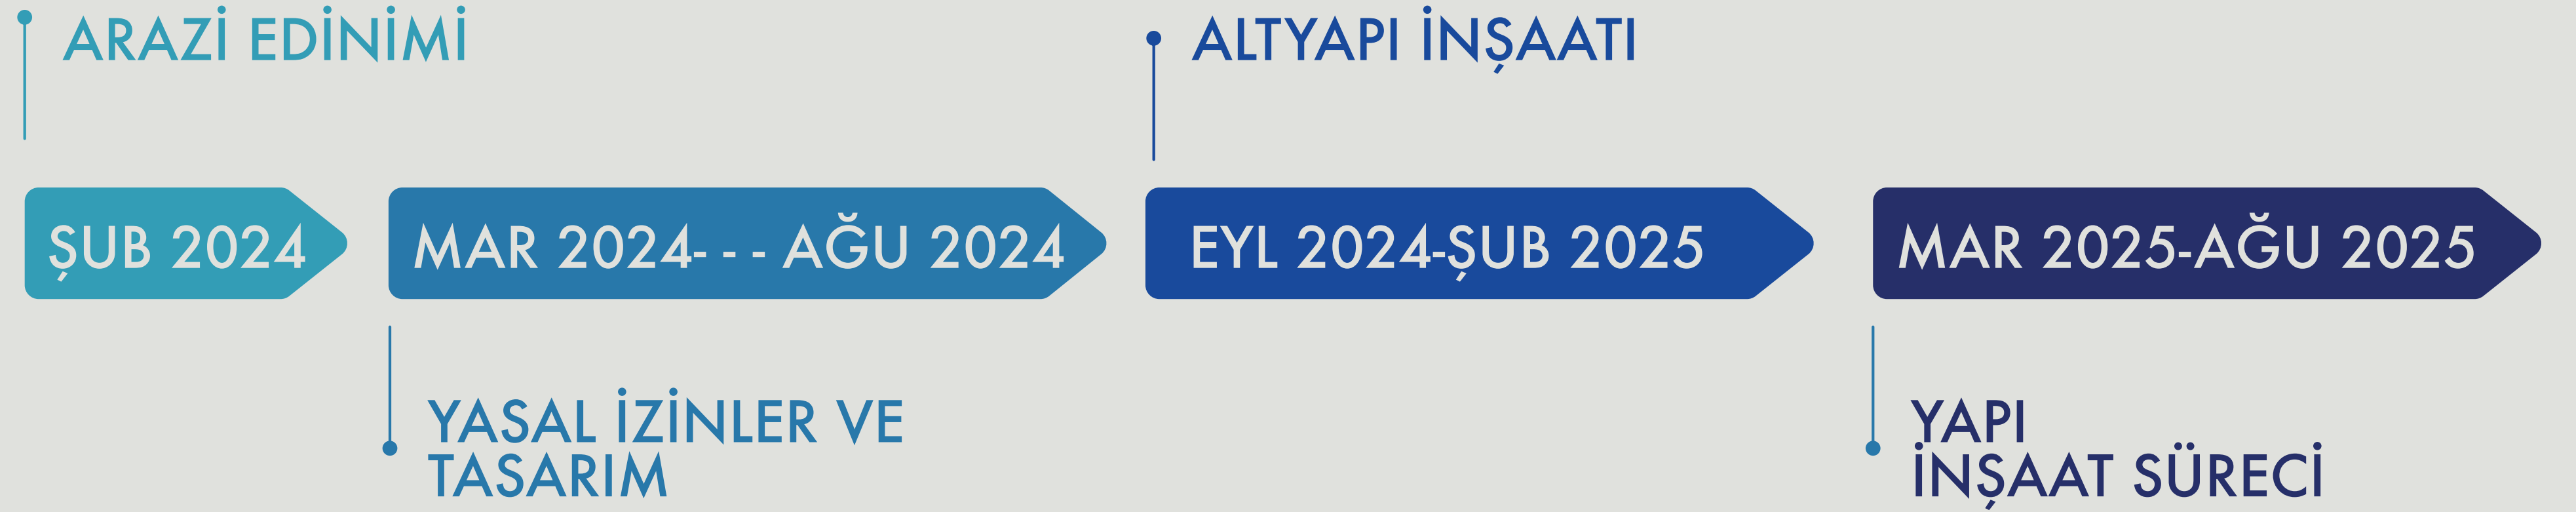 ARAZİ EDİNİMİ
ALTYAPI İNŞAATI
ŞUB 2024
MAR 2024- - - AĞU 2024
EYL 2024-ŞUB 2025
MAR 2025-AĞU 2025
YASAL İZİNLER VE
TASARIM
YAPI
İNŞAAT SÜRECİ